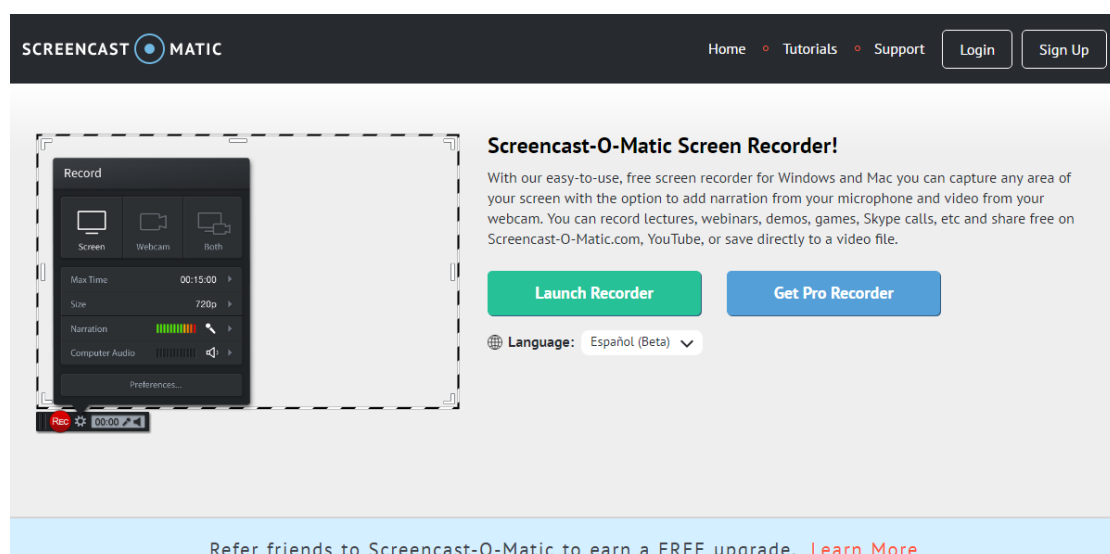 SCREENCAST O MATIC
Home • Tutorials • Support Login Sign Up
Record
Screen Webcam Both
Max Time 00:15:00
Size 720p
Narration
Computer Audio
Preferences...
REC 00:00
Screencast-O-Matic Screen Recorder!
With our easy-to-use, free screen recorder for Windows and Mac you can capture any area of
your screen with the option to add narration from your microphone and video from your
webcam. You can record lectures, webinars, demos, games, Skype calls, etc and share free on
Screencast-O-Matic.com, YouTube, or save directly to a video file.
Launch Recorder Get Pro Recorder
Language: Español (Beta)
Refer friends to Screencast-O-Matic to earn a FREE upgrade. Learn More